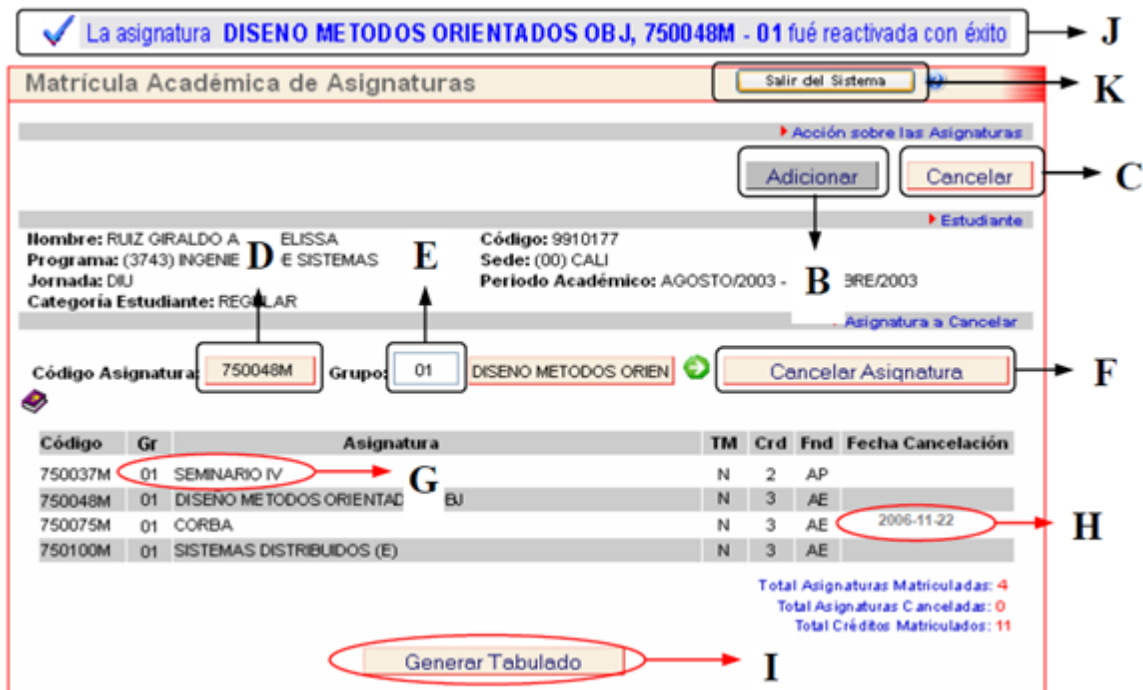 La asignatura DISENO METODOS ORIENTADOS OBJ, 750048M - 01 fué reactivada con éxito
J
Matrícula Académica de Asignaturas
Salir del Sistema
K
Acción sobre las Asignaturas
Adicionar
Cancelar
C
Estudiante
Nombre: RUIZ GIRALDO A ELISSA
Código: 9910177
Programa: (3743) INGENIE E SISTEMAS
Sede: (00) CALI
Jornada: DIU
Periodo Académico: AGOSTO/2003 - BRE/2003
Categoría Estudiante: REGULAR
D
E
B
Asignatura a Cancelar
Código Asignatura: 750048M Grupo: 01 DISENO METODOS ORIEN
Cancelar Asignatura
F
Código Gr Asignatura TM Crd Fnd Fecha Cancelación
750037M 01 SEMINARIO IV N 2 AP
G
750048M 01 DISEÑO METODOS ORIENTAD BJ N 3 AE
750075M 01 CORBA N 3 AE 2006-11-22
H
750100M 01 SISTEMAS DISTRIBUIDOS (E) N 3 AE
Total Asignaturas Matriculadas: 4
Total Asignaturas Canceladas: 0
Total Créditos Matriculados: 11
Generar Tabulado
I